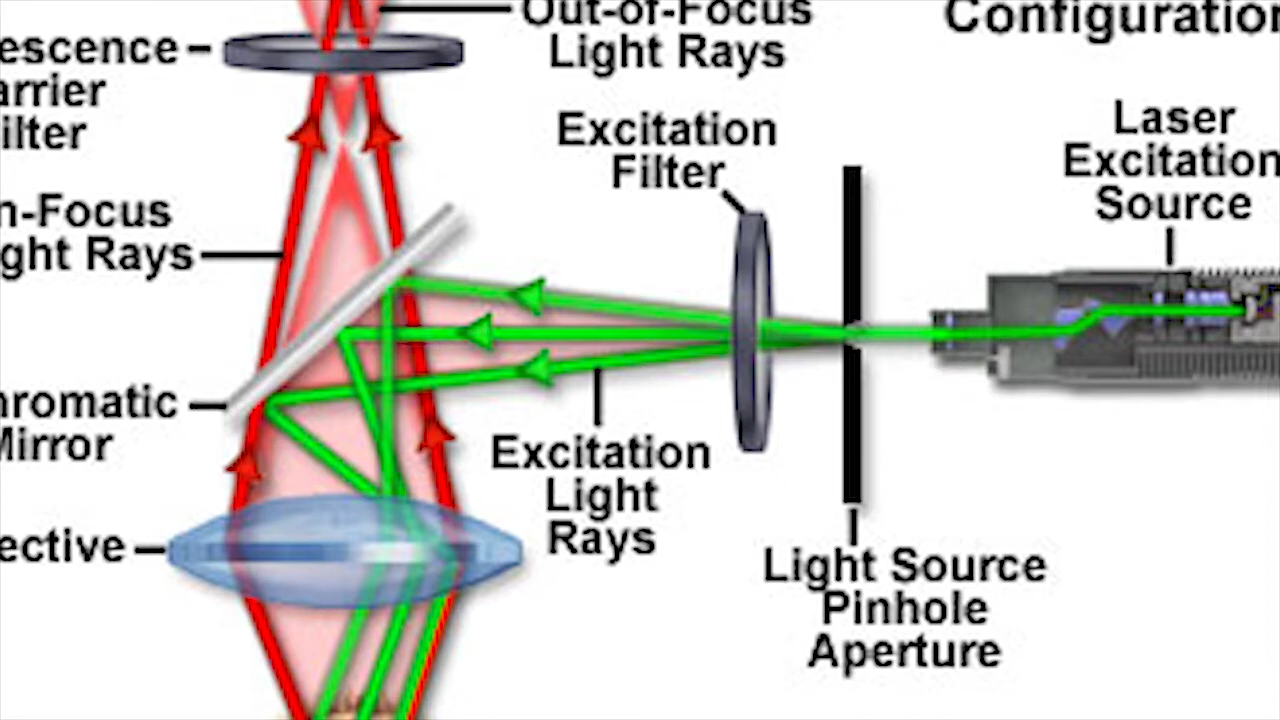 Out-of-Focus
Light Rays
Configuration
escence
arrier
ilter
Excitation
Filter
Laser
Excitation
Source
n-Focus
ght Rays
hromatic
Mirror
Excitation
Light
Rays
ective
Light Source
Pinhole
Aperture